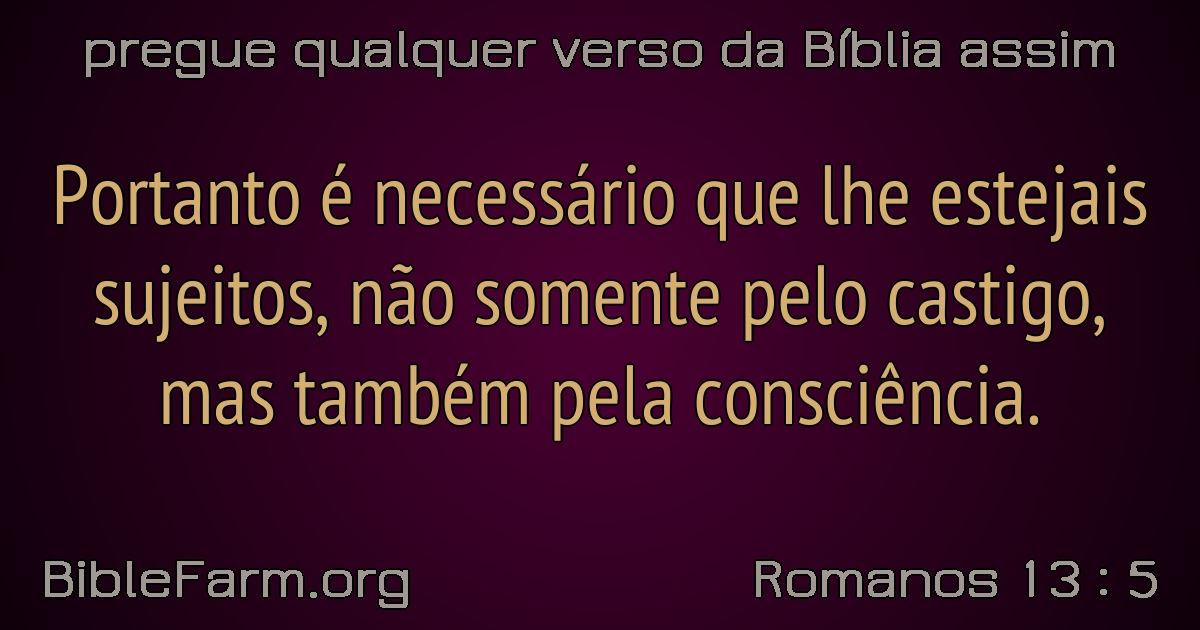 pregue qualquer verso da Bíblia assim
Portanto é necessário que lhe estejais
sujeitos, não somente pelo castigo,
mas também pela consciência.
BibleFarm.org
Romanos 13 : 5